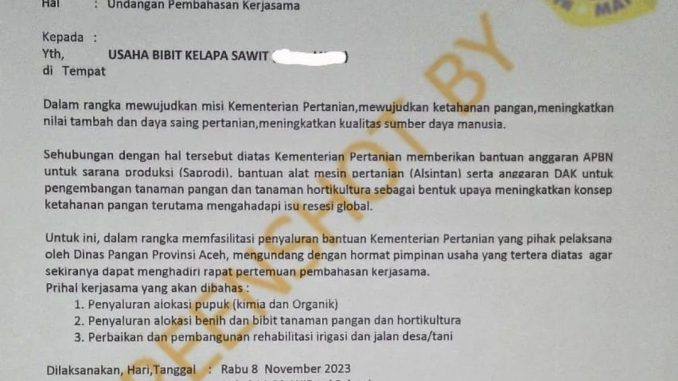 Hal : Undangan Pembahasan Kerjasama
Kepada :
Yth, USAHA BIBIT KELAPA SAWIT ( )
di Tempat
Dalam rangka mewujudkan misi Kementerian Pertanian,mewujudkan ketahanan pangan,meningkatkan
nilai tambah dan daya saing pertanian,meningkatkan kualitas sumber daya manusia.
Sehubungan dengan hal tersebut diatas Kementerian Pertanian memberikan bantuan anggaran APBN
untuk sarana produksi (Saprodi). bantuan alat mesin pertanian (Alsintan) serta anggaran DAK untuk
pengembangan tanaman pangan dan tanaman hortikultura sebagai bentuk upaya meningkatkan konsep
ketahanan pangan terutama mengahadapi isu resesi global.
Untuk ini, dalam rangka memfasilitasi penyaluran bantuan Kementerian Pertanian yang pihak pelaksana
oleh Dinas Pangan Provinsi Aceh, mengundang dengan hormat pimpinan usaha yang tertera diatas agar
sekiranya dapat menghadiri rapat pertemuan pembahasan kerjasama.
Prihal kerjasama yang akan dibahas :
1. Penyaluran alokasi pupuk (kimia dan Organik)
2. Penyaluran alokasi benih dan bibit tanaman pangan dan hortikultura
3. Perbaikan dan pembangunan rehabilitasi irigasi dan jalan desa/tani
Dilaksanakan, Hari,Tanggal : Rabu 8 November 2023
REENSHOT BY